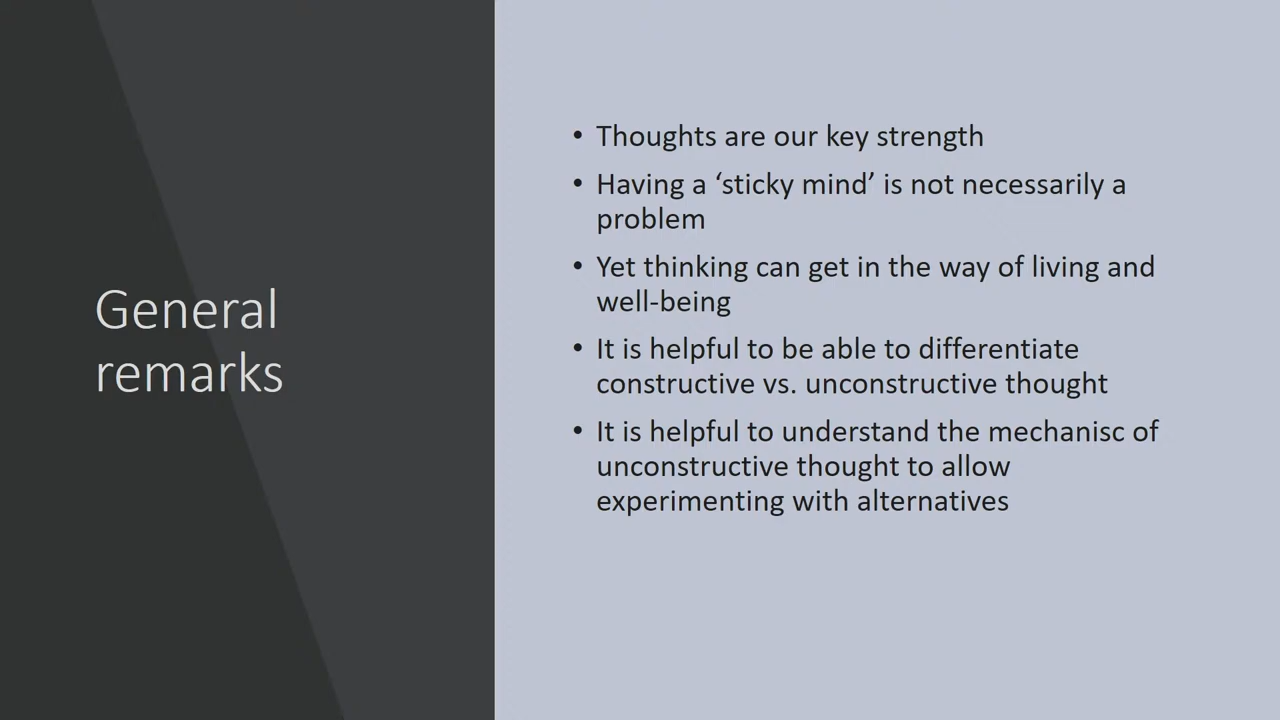 General
remarks
• Thoughts are our key strength
• Having a ‘sticky mind’ is not necessarily a
problem
• Yet thinking can get in the way of living and
well-being
• It is helpful to be able to differentiate
constructive vs. unconstructive thought
• It is helpful to understand the mechanisc of
unconstructive thought to allow
experimenting with alternatives